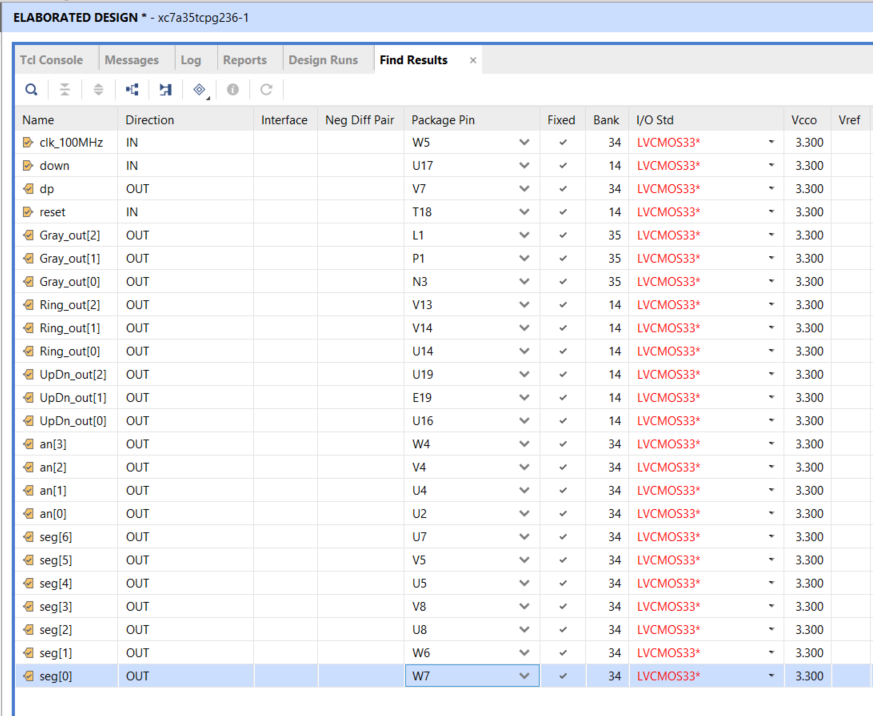 ELABORATED DESIGN * - xc7a35tcpg236-1
Tcl Console Messages Log Reports Design Runs Find Results ×
Name Direction Interface Neg Diff Pair Package Pin Fixed Bank I/O Std Vcco Vref
clk_100MHz IN W5 34 LVCMOS33* 3.300
down IN U17 14 LVCMOS33* 3.300
dp OUT V7 34 LVCMOS33* 3.300
reset IN T18 14 LVCMOS33* 3.300
Gray_out[2] OUT L1 35 LVCMOS33* 3.300
Gray_out[1] OUT P1 35 LVCMOS33* 3.300
Gray_out[0] OUT N3 35 LVCMOS33* 3.300
Ring_out[2] OUT V13 14 LVCMOS33* 3.300
Ring_out[1] OUT V14 14 LVCMOS33* 3.300
Ring_out[0] OUT U14 14 LVCMOS33* 3.300
UpDn_out[2] OUT U19 14 LVCMOS33* 3.300
UpDn_out[1] OUT E19 14 LVCMOS33* 3.300
UpDn_out[0] OUT U16 14 LVCMOS33* 3.300
an[3] OUT W4 34 LVCMOS33* 3.300
an[2] OUT V4 34 LVCMOS33* 3.300
an[1] OUT U4 34 LVCMOS33* 3.300
an[0] OUT U2 34 LVCMOS33* 3.300
seg[6] OUT U7 34 LVCMOS33* 3.300
seg[5] OUT V5 34 LVCMOS33* 3.300
seg[4] OUT U5 34 LVCMOS33* 3.300
seg[3] OUT V8 34 LVCMOS33* 3.300
seg[2] OUT U8 34 LVCMOS33* 3.300
seg[1] OUT W6 34 LVCMOS33* 3.300
seg[0] OUT W7 34 LVCMOS33* 3.300